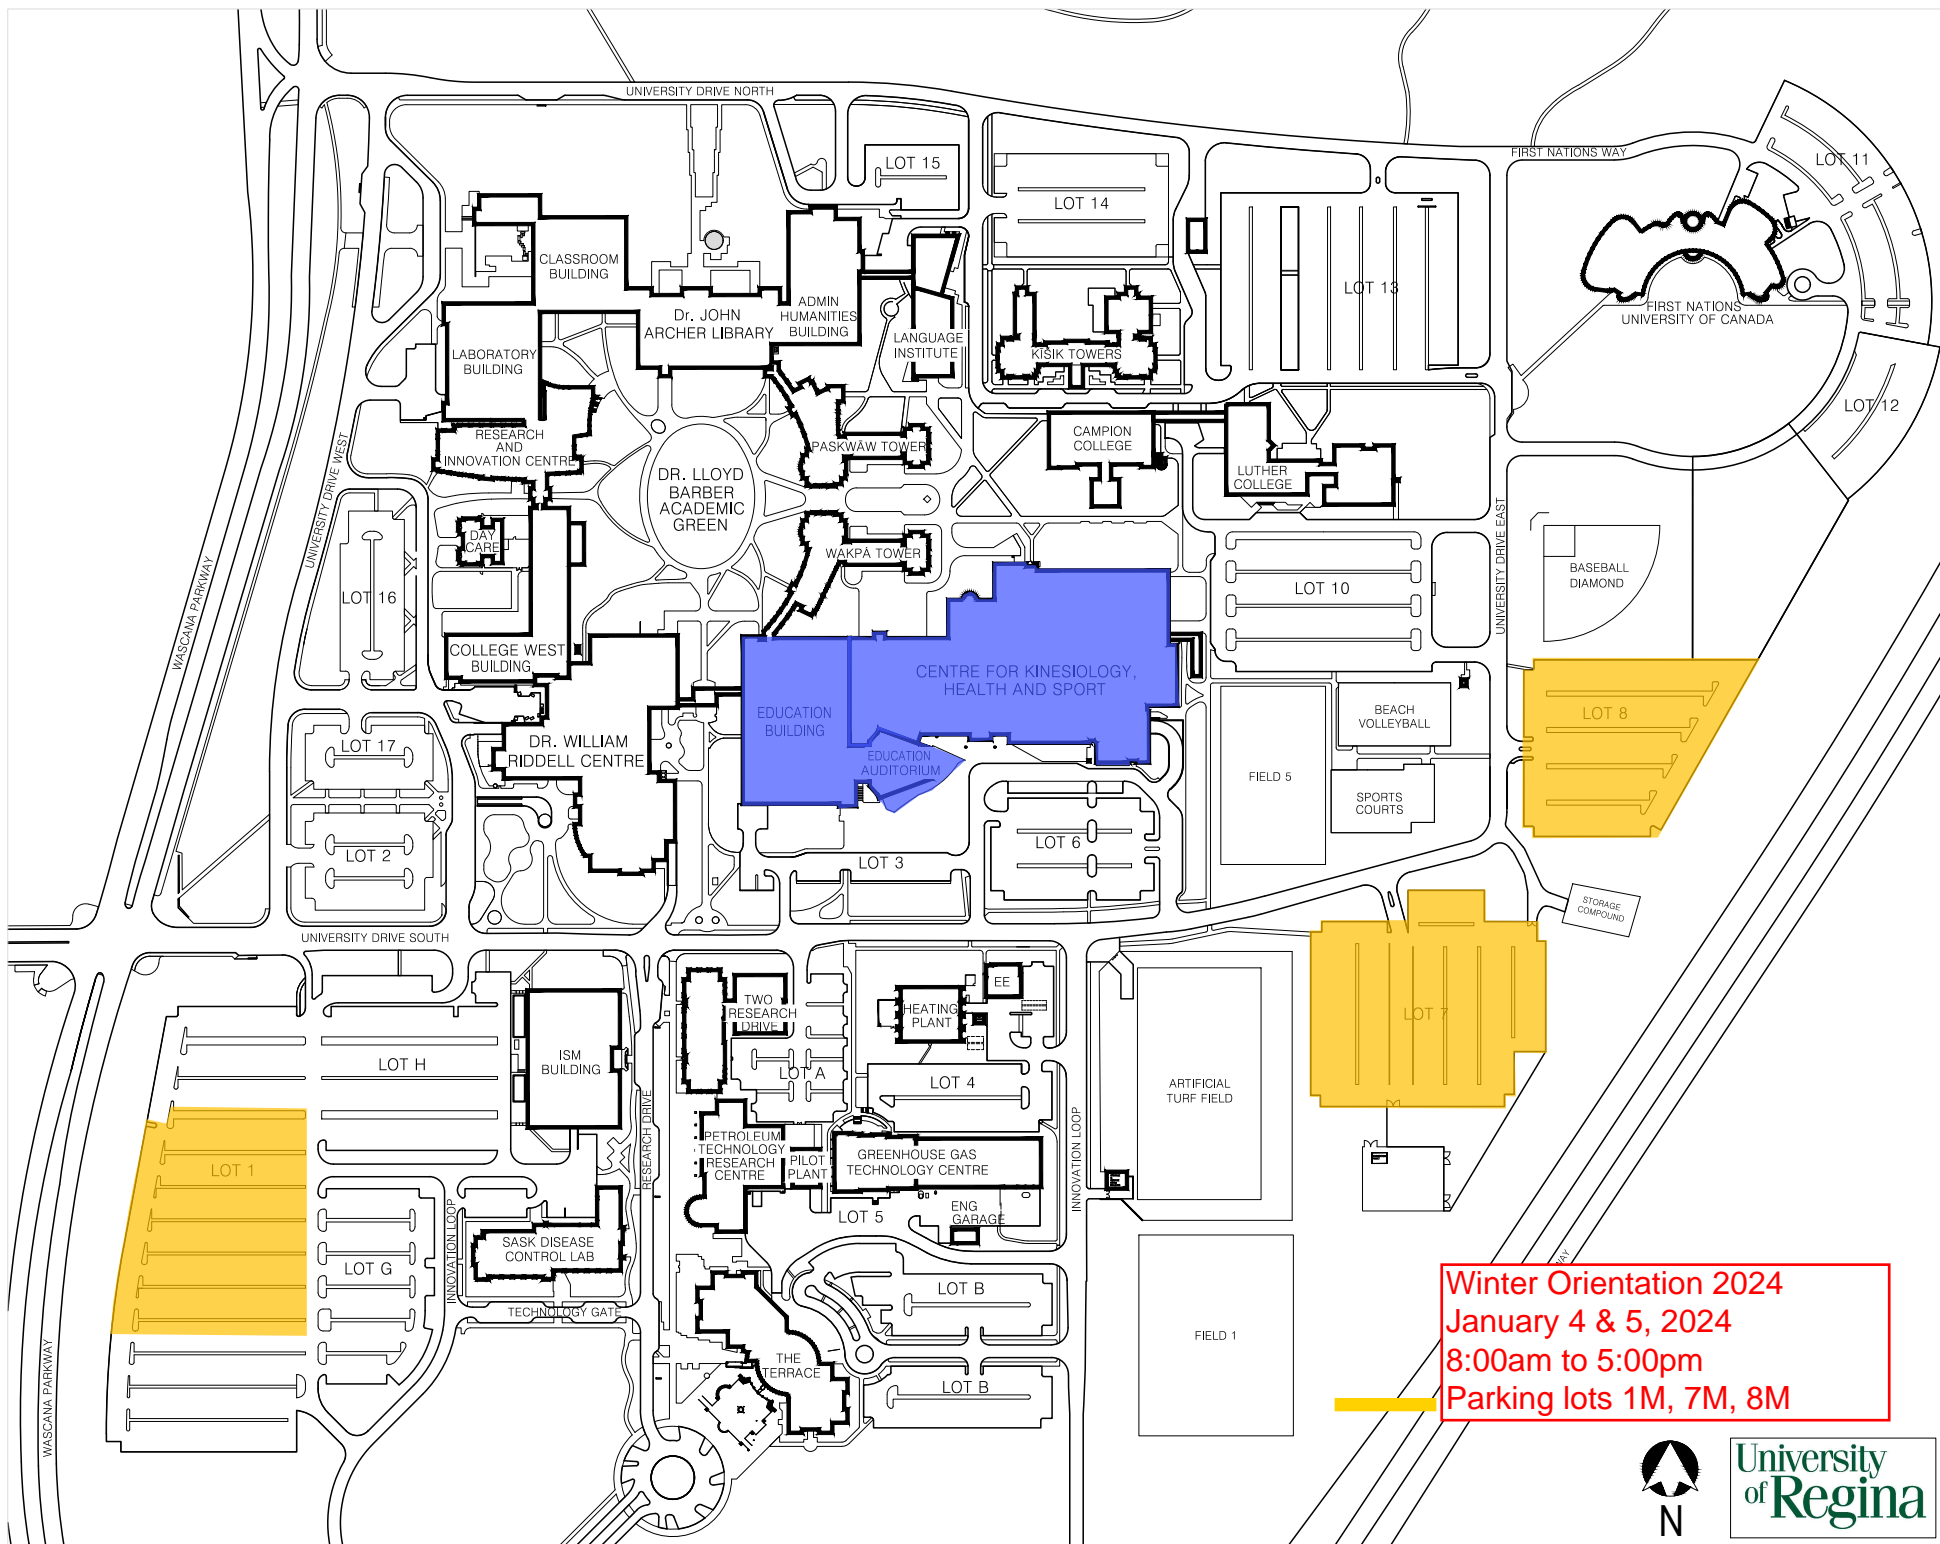 UNIVERSITY DRIVE NORTH
FIRST NATIONS WAY
LOT 11
LOT 15
LOT 14
CLASSROOM
BUILDING
LOT 13
ADMIN
HUMANITIES
BUILDING
Dr. JOHN
ARCHER LIBRARY
FIRST NATIONS
UNIVERSITY OF CANADA
LANGUAGE
INSTITUTE
KISIK TOWERS
LABORATORY
BUILDING
LOT 12
RESEARCH
AND
INNOVATION CENTRE
PASKWĀW TOWER
CAMPION
COLLEGE
LUTHER
COLLEGE
DR. LLOYD
BARBER
ACADEMIC
GREEN
UNIVERSITY DRIVE WEST
UNIVERSITY DRIVE EAST
DAY
CARE
WAKPĀ TOWER
BASEBALL
DIAMOND
LOT 16
LOT 10
WASCANA PARKWAY
COLLEGE WEST
BUILDING
CENTRE FOR KINESIOLOGY,
HEALTH AND SPORT
EDUCATION
BUILDING
BEACH
VOLLEYBALL
LOT 8
LOT 17
DR. WILLIAM
RIDDELL CENTRE
EDUCATION
AUDITORIUM
FIELD 5
SPORTS
COURTS
LOT 2
LOT 3
LOT 6
STORAGE
COMPOUND
UNIVERSITY DRIVE SOUTH
TWO
RESEARCH
DRIVE
HEATING
PLANT
EE
LOT 7
LOT H
ISM
BUILDING
LOT A
LOT 4
ARTIFICIAL
TURF FIELD
RESEARCH DRIVE
INNOVATION LOOP
LOT 1
PETROLEUM
TECHNOLOGY
RESEARCH
CENTRE
PILOT
PLANT
GREENHOUSE GAS
TECHNOLOGY CENTRE
LOT 5
ENG
GARAGE
INNOVATION LOOP
SASK DISEASE
CONTROL LAB
LOT G
TECHNOLOGY GATE
LOT B
FIELD 1
THE
TERRACE
LOT B
WASCANA PARKWAY
WAY
Winter Orientation 2024
January 4 & 5, 2024
8:00am to 5:00pm
Parking lots 1M, 7M, 8M
N
University
of Regina